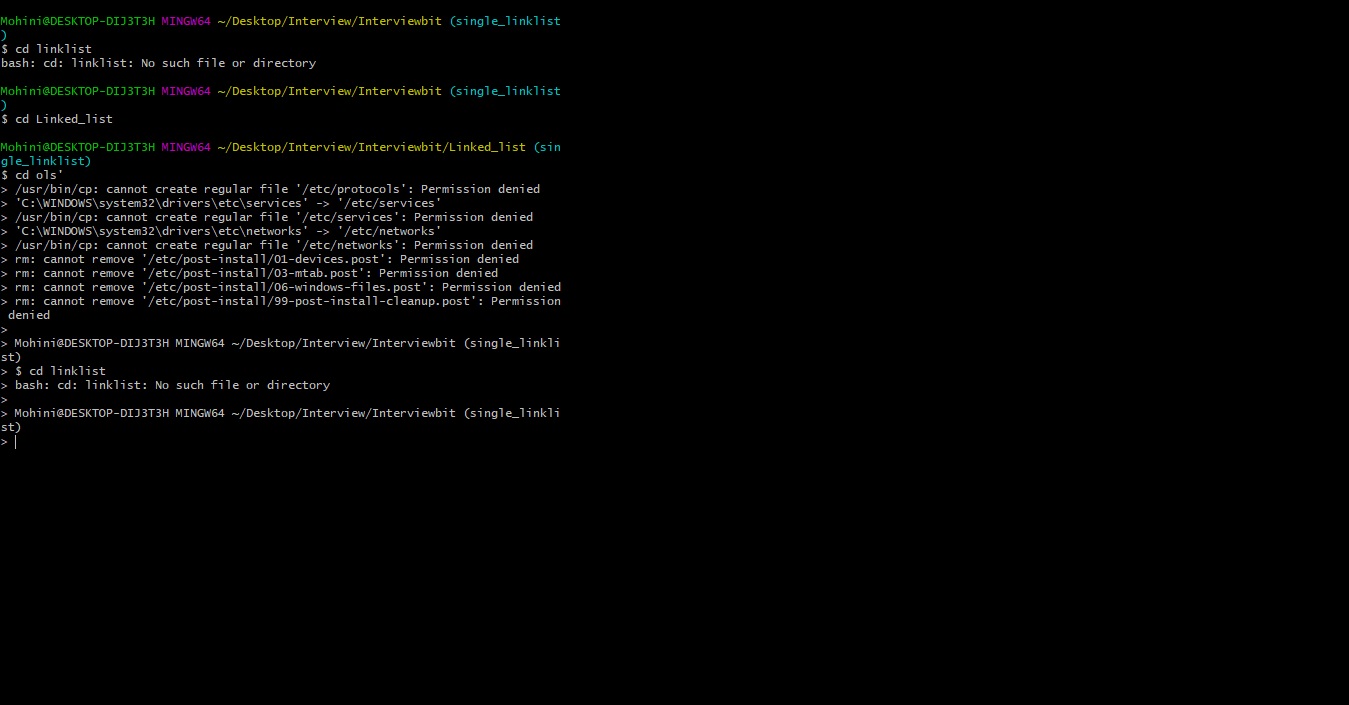 Mohini@DESKTOP-DIJ3T3H MINGW64 ~/Desktop/Interview/Interviewbit (single_linklist
)
$ cd linklist
bash: cd: linklist: No such file or directory
Mohini@DESKTOP-DIJ3T3H MINGW64 ~/Desktop/Interview/Interviewbit (single_linklist
)
$ cd Linked_list
Mohini@DESKTOP-DIJ3T3H MINGW64 ~/Desktop/Interview/Interviewbit/Linked_list (sin
gle_linklist)
$ cd ols'
> /usr/bin/cp: cannot create regular file '/etc/protocols': Permission denied
> 'C:\WINDOWS\system32\drivers\etc\services' -> '/etc/services'
> /usr/bin/cp: cannot create regular file '/etc/services': Permission denied
> 'C:\WINDOWS\system32\drivers\etc\networks' -> '/etc/networks'
> /usr/bin/cp: cannot create regular file '/etc/networks': Permission denied
> rm: cannot remove '/etc/post-install/01-devices.post': Permission denied
> rm: cannot remove '/etc/post-install/03-mtab.post': Permission denied
> rm: cannot remove '/etc/post-install/06-windows-files.post': Permission denied
> rm: cannot remove '/etc/post-install/99-post-install-cleanup.post': Permission
 denied
>
> Mohini@DESKTOP-DIJ3T3H MINGW64 ~/Desktop/Interview/Interviewbit (single_linkli
st)
> $ cd linklist
> bash: cd: linklist: No such file or directory
>
> Mohini@DESKTOP-DIJ3T3H MINGW64 ~/Desktop/Interview/Interviewbit (single_linkli
st)
>